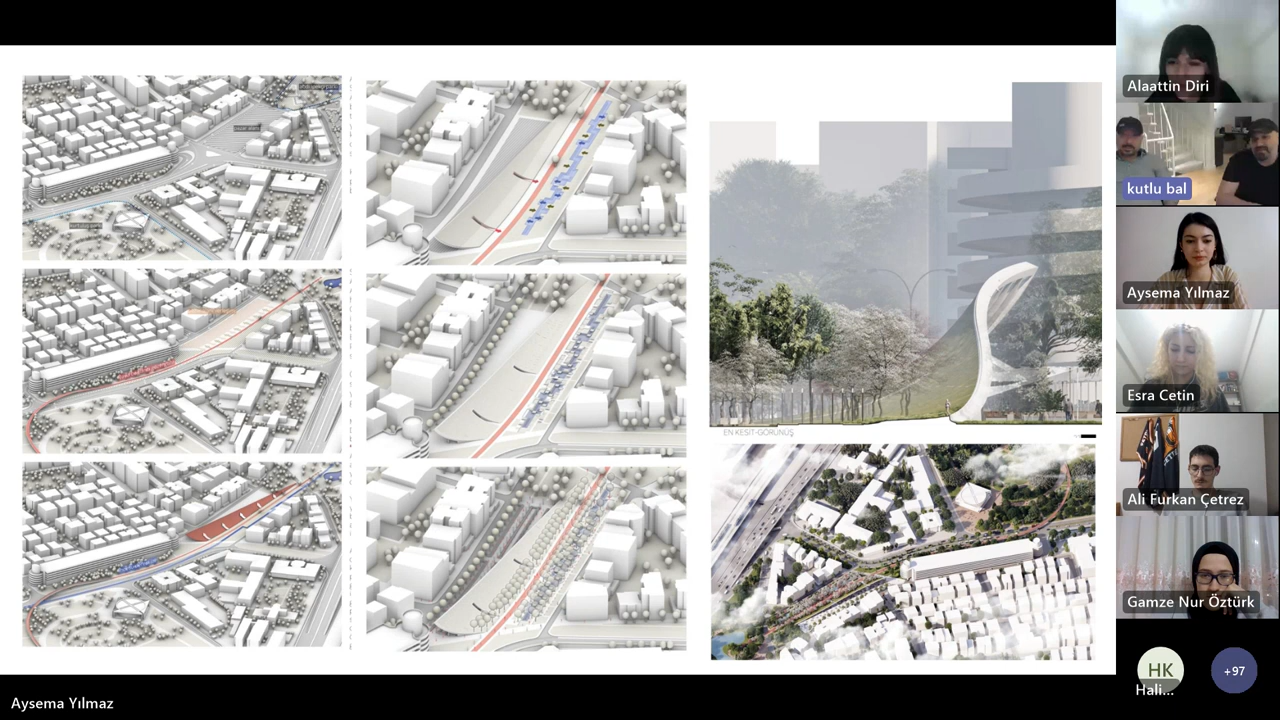 EN KESİT-GÖRÜNÜŞ
Alaattin Diri
kutlu bal
Aysema Yılmaz
Esra Cetin
Ali Furkan Çetrez
Gamze Nur Öztürk
HK
Hali...
+97
Aysema Yılmaz